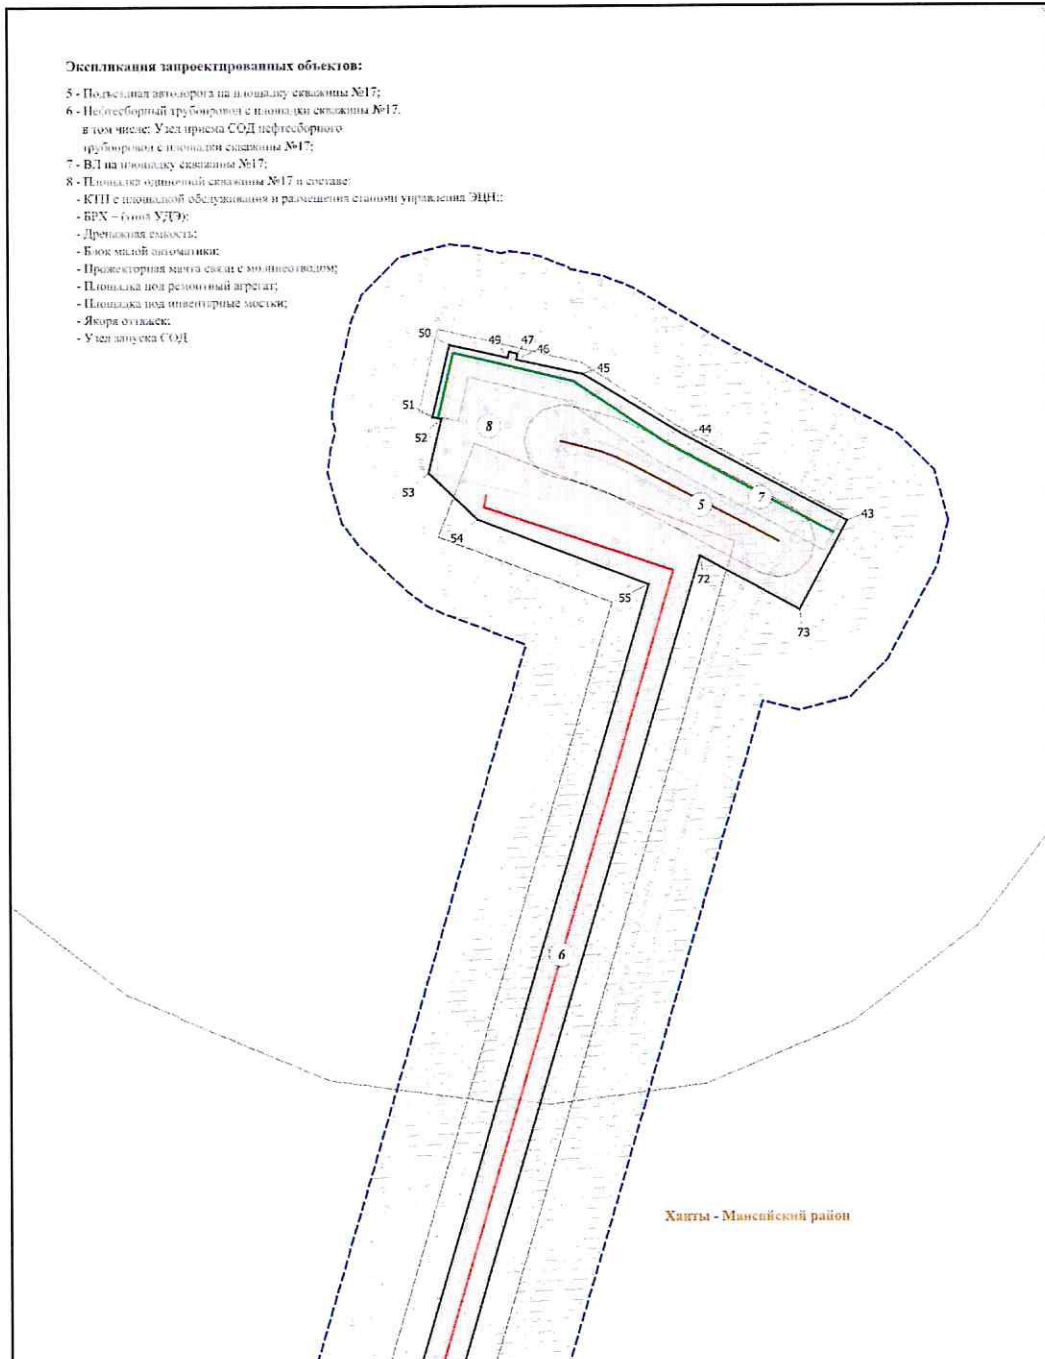 Экспликация запроектированных объектов:
5 - Подъездная автодорога на площадку скважины №17;
6 - Нефтесборный трубопровод с площадки скважины №17.
в том числе: Узел приема СОД нефтесборного
трубопровод с площадки скважины №17;
7 - ВЛ на площадку скважины №17;
8 - Площадка одиночной скважины №17 в составе:
- КТП с площадкой обслуживания и размещения станции управления ЭЦН;:
- БРХ – (типа УДЭ);
- Дренажная емкость;
- Блок малой автоматики;
- Прожекторная мачта связи с молниеотводом;
- Площадка под ремонтный агрегат;
- Площадка под инвентарные мостки;
- Якоря оттяжек;
- Узел запуска СОД
50
49
47
46
45
51
52
8
44
53
7
5
43
54
72
55
73
6
Ханты - Мансийский район